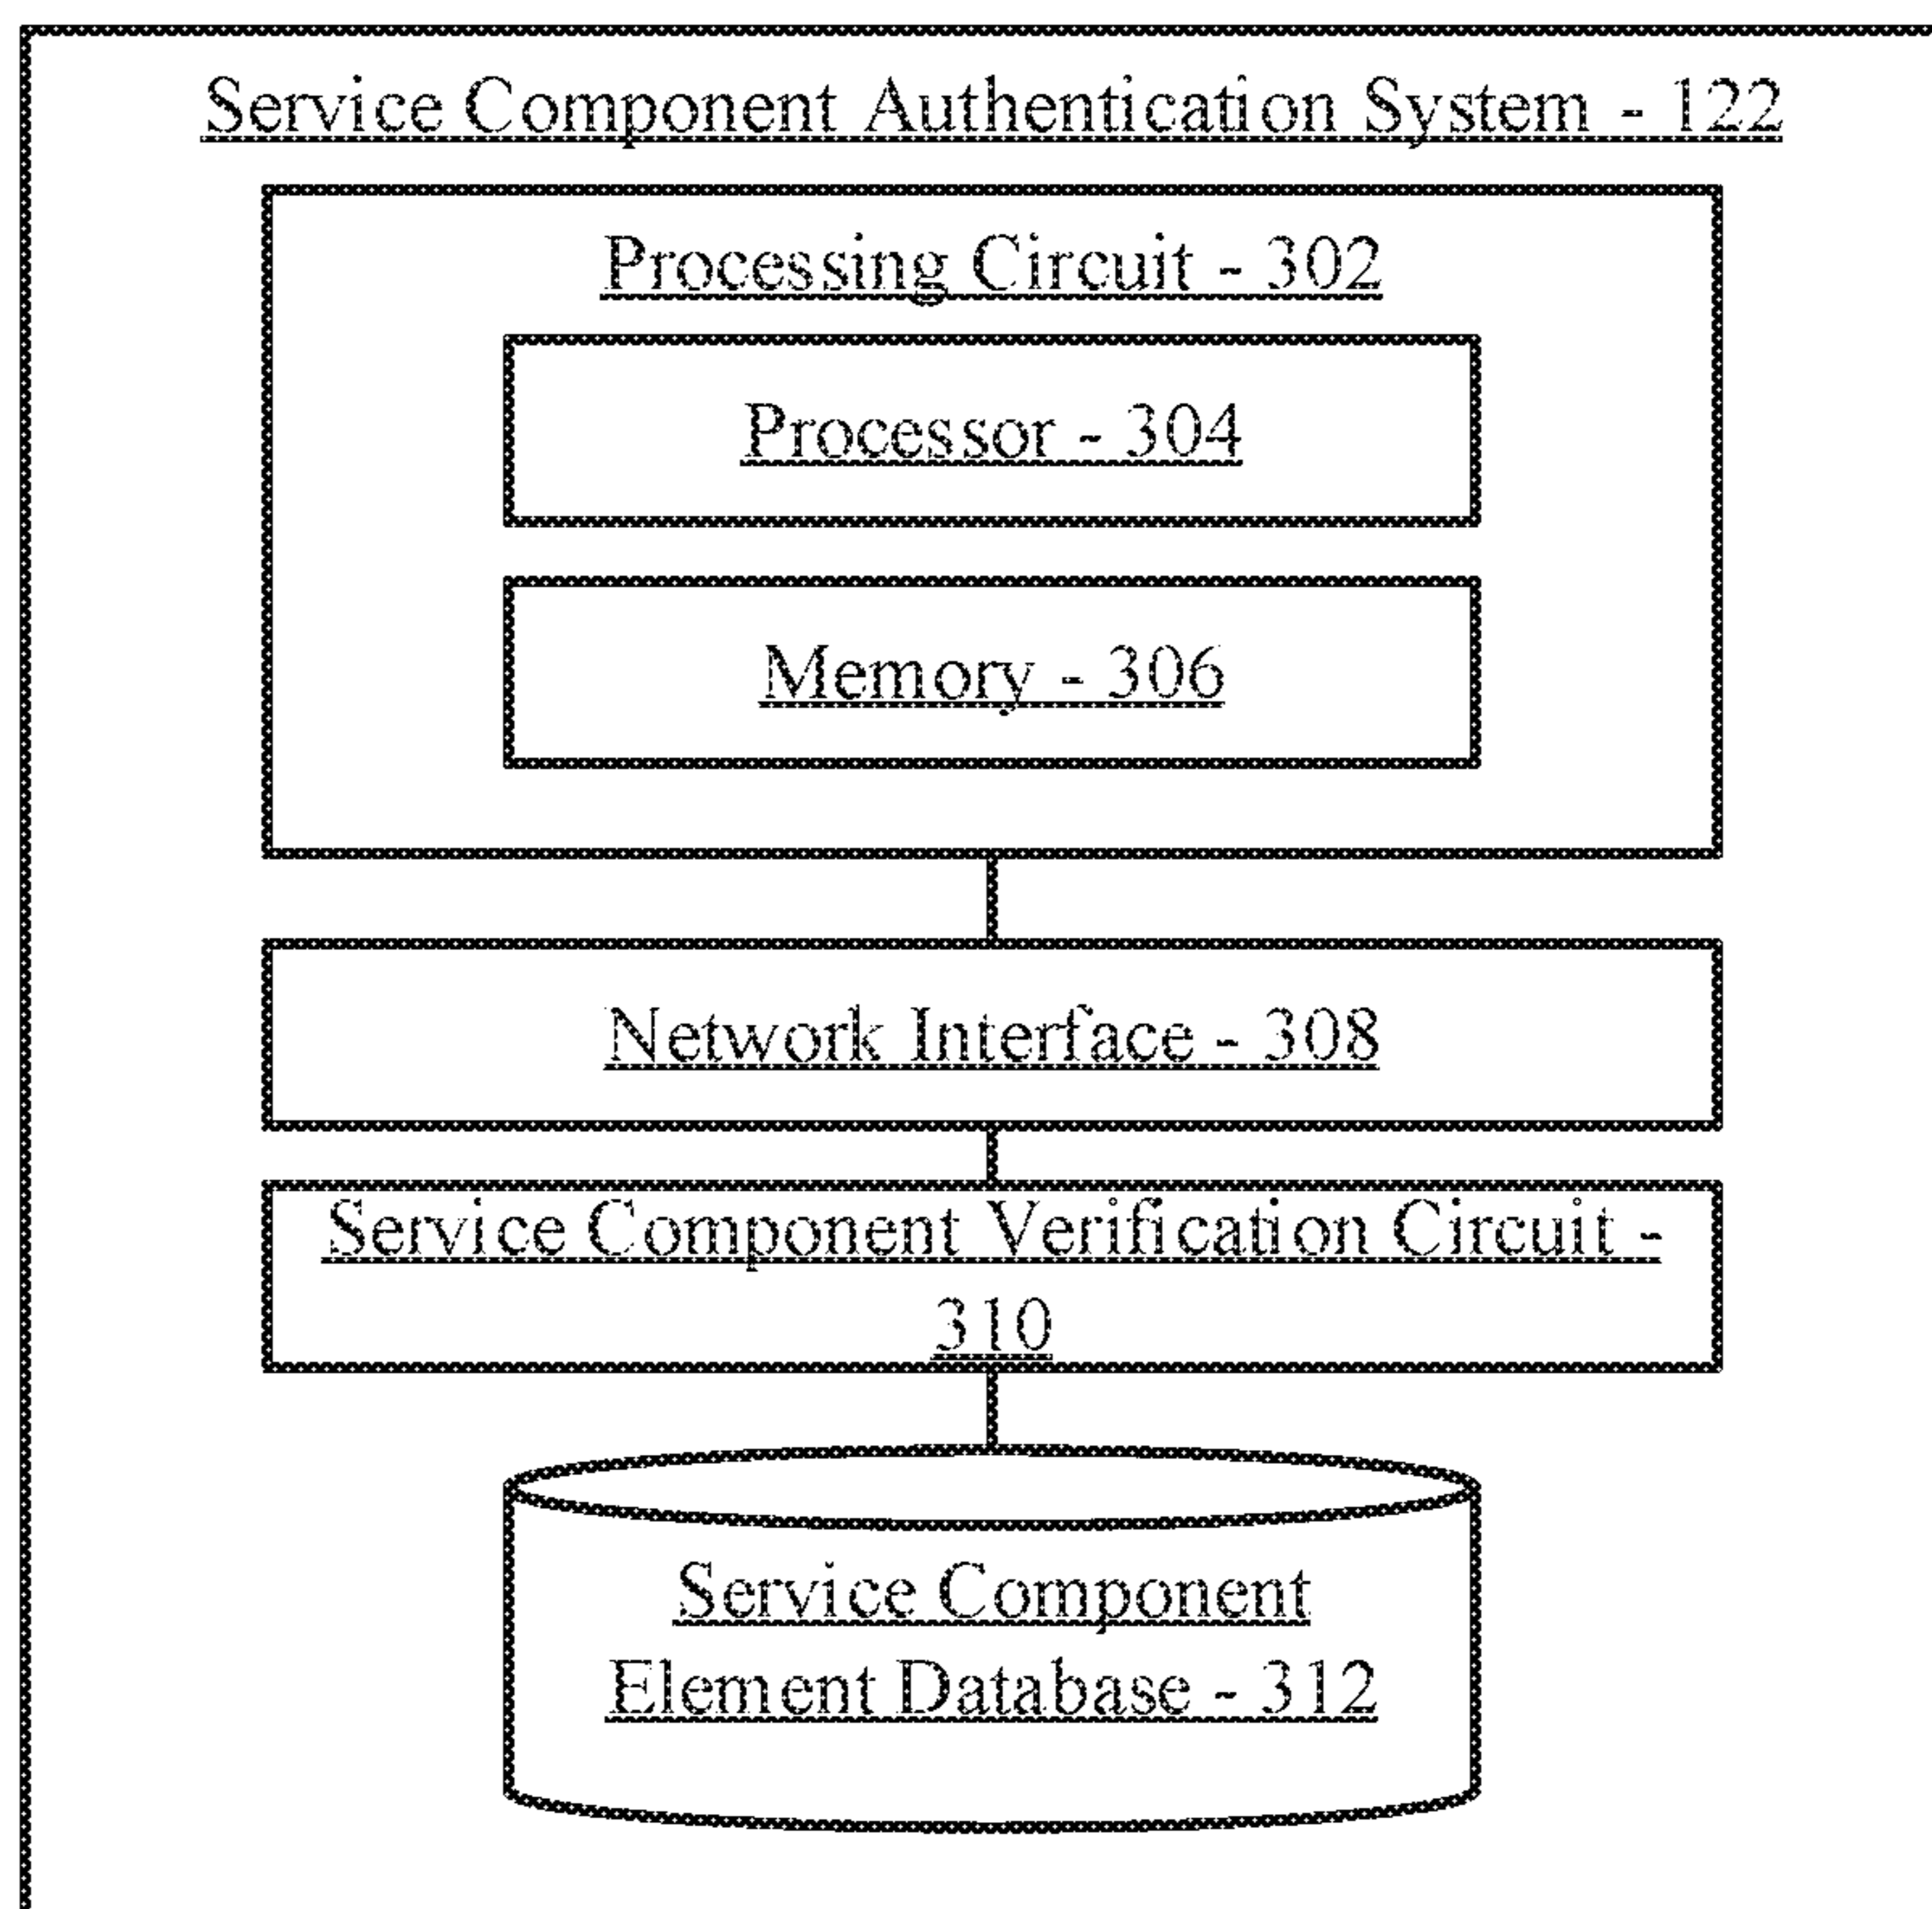 Service Component Authentication System - 122
Processing Circuit - 302
Processor - 304
Memory - 306
Network Interface - 308
Service Component Verification Circuit -
310
Service Component
Element Database - 312